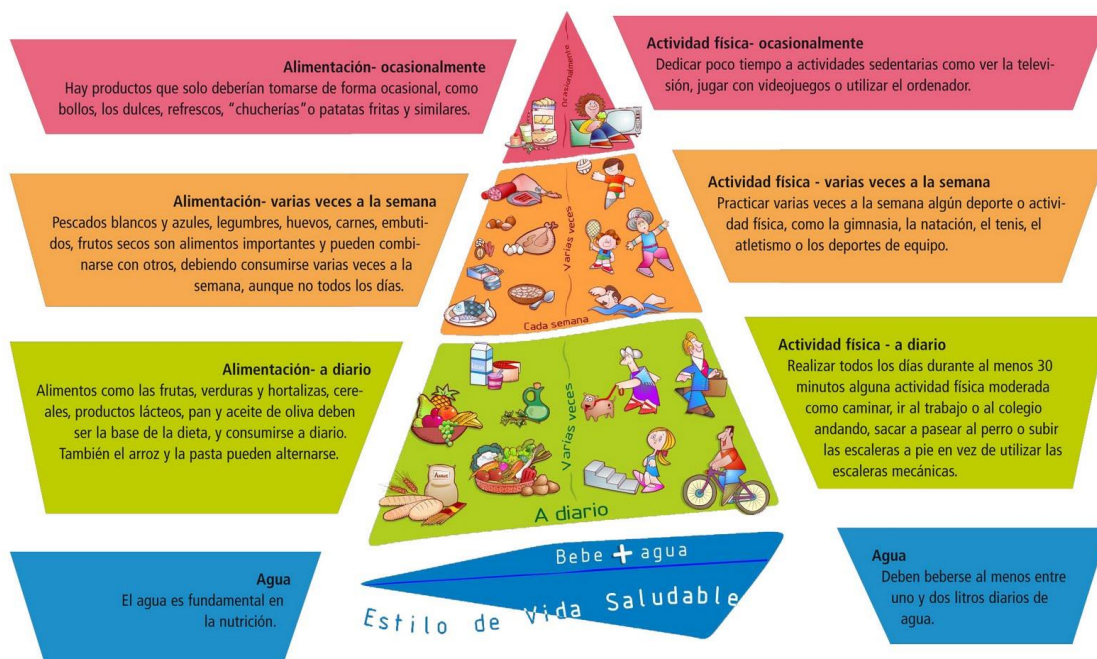 Alimentación- ocasionalmente
Hay productos que solo deberían tomarse de forma ocasional, como
bollos, los dulces, refrescos, “chucherías”o patatas fritas y similares.
Ocasionalmente
Actividad física- ocasionalmente
Dedicar poco tiempo a actividades sedentarias como ver la televi-
sión, jugar con videojuegos o utilizar el ordenador.
Alimentación- varias veces a la semana
Pescados blancos y azules, legumbres, huevos, carnes, embuti-
dos, frutos secos son alimentos importantes y pueden combi-
narse con otros, debiendo consumirse varias veces a la
semana, aunque no todos los días.
Varias veces
Cada semana
Actividad física - varias veces a la semana
Practicar varias veces a la semana algún deporte o activi-
dad física, como la gimnasia, la natación, el tenis, el
atletismo o los deportes de equipo.
Alimentación- a diario
Alimentos como las frutas, verduras y hortalizas, cere-
ales, productos lácteos, pan y aceite de oliva deben
ser la base de la dieta, y consumirse a diario.
También el arroz y la pasta pueden alternarse.
Varias veces
Arroz
A diario
Actividad física - a diario
Realizar todos los días durante al menos 30
minutos alguna actividad física moderada
como caminar, ir al trabajo o al colegio
andando, sacar a pasear al perro o subir
las escaleras a pie en vez de utilizar las
escaleras mecánicas.
Agua
El agua es fundamental en
la nutrición.
Bebe + agua
Estilo de Vida Saludable
Agua
Deben beberse al menos entre
uno y dos litros diarios de
agua.